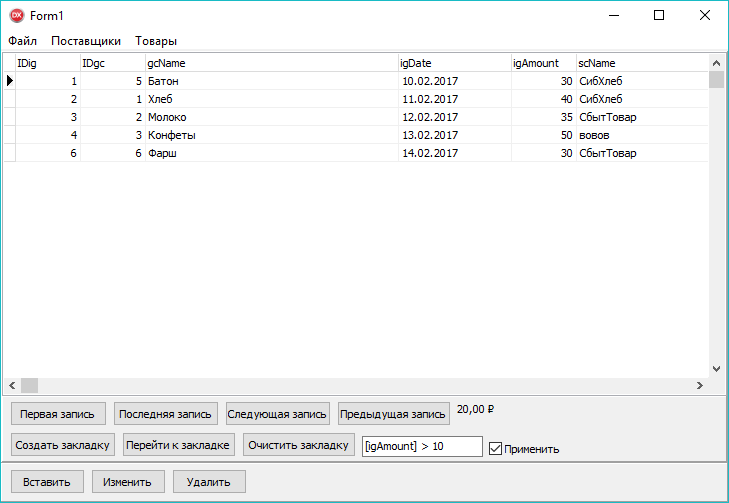 DX Form1
Файл Поставщики Товары
IDig IDgc gcName igDate igAmount scName
1 5 Батон 10.02.2017 30 СибХлеб
2 1 Хлеб 11.02.2017 40 СибХлеб
3 2 Молоко 12.02.2017 35 СбытТовар
4 3 Конфеты 13.02.2017 50 вовов
6 6 Фарш 14.02.2017 30 СбытТовар
Первая запись Последняя запись Следующая запись Предыдущая запись 20,00 ₽
Создать закладку Перейти к закладке Очистить закладку [igAmount] > 10 Применить
Вставить Изменить Удалить